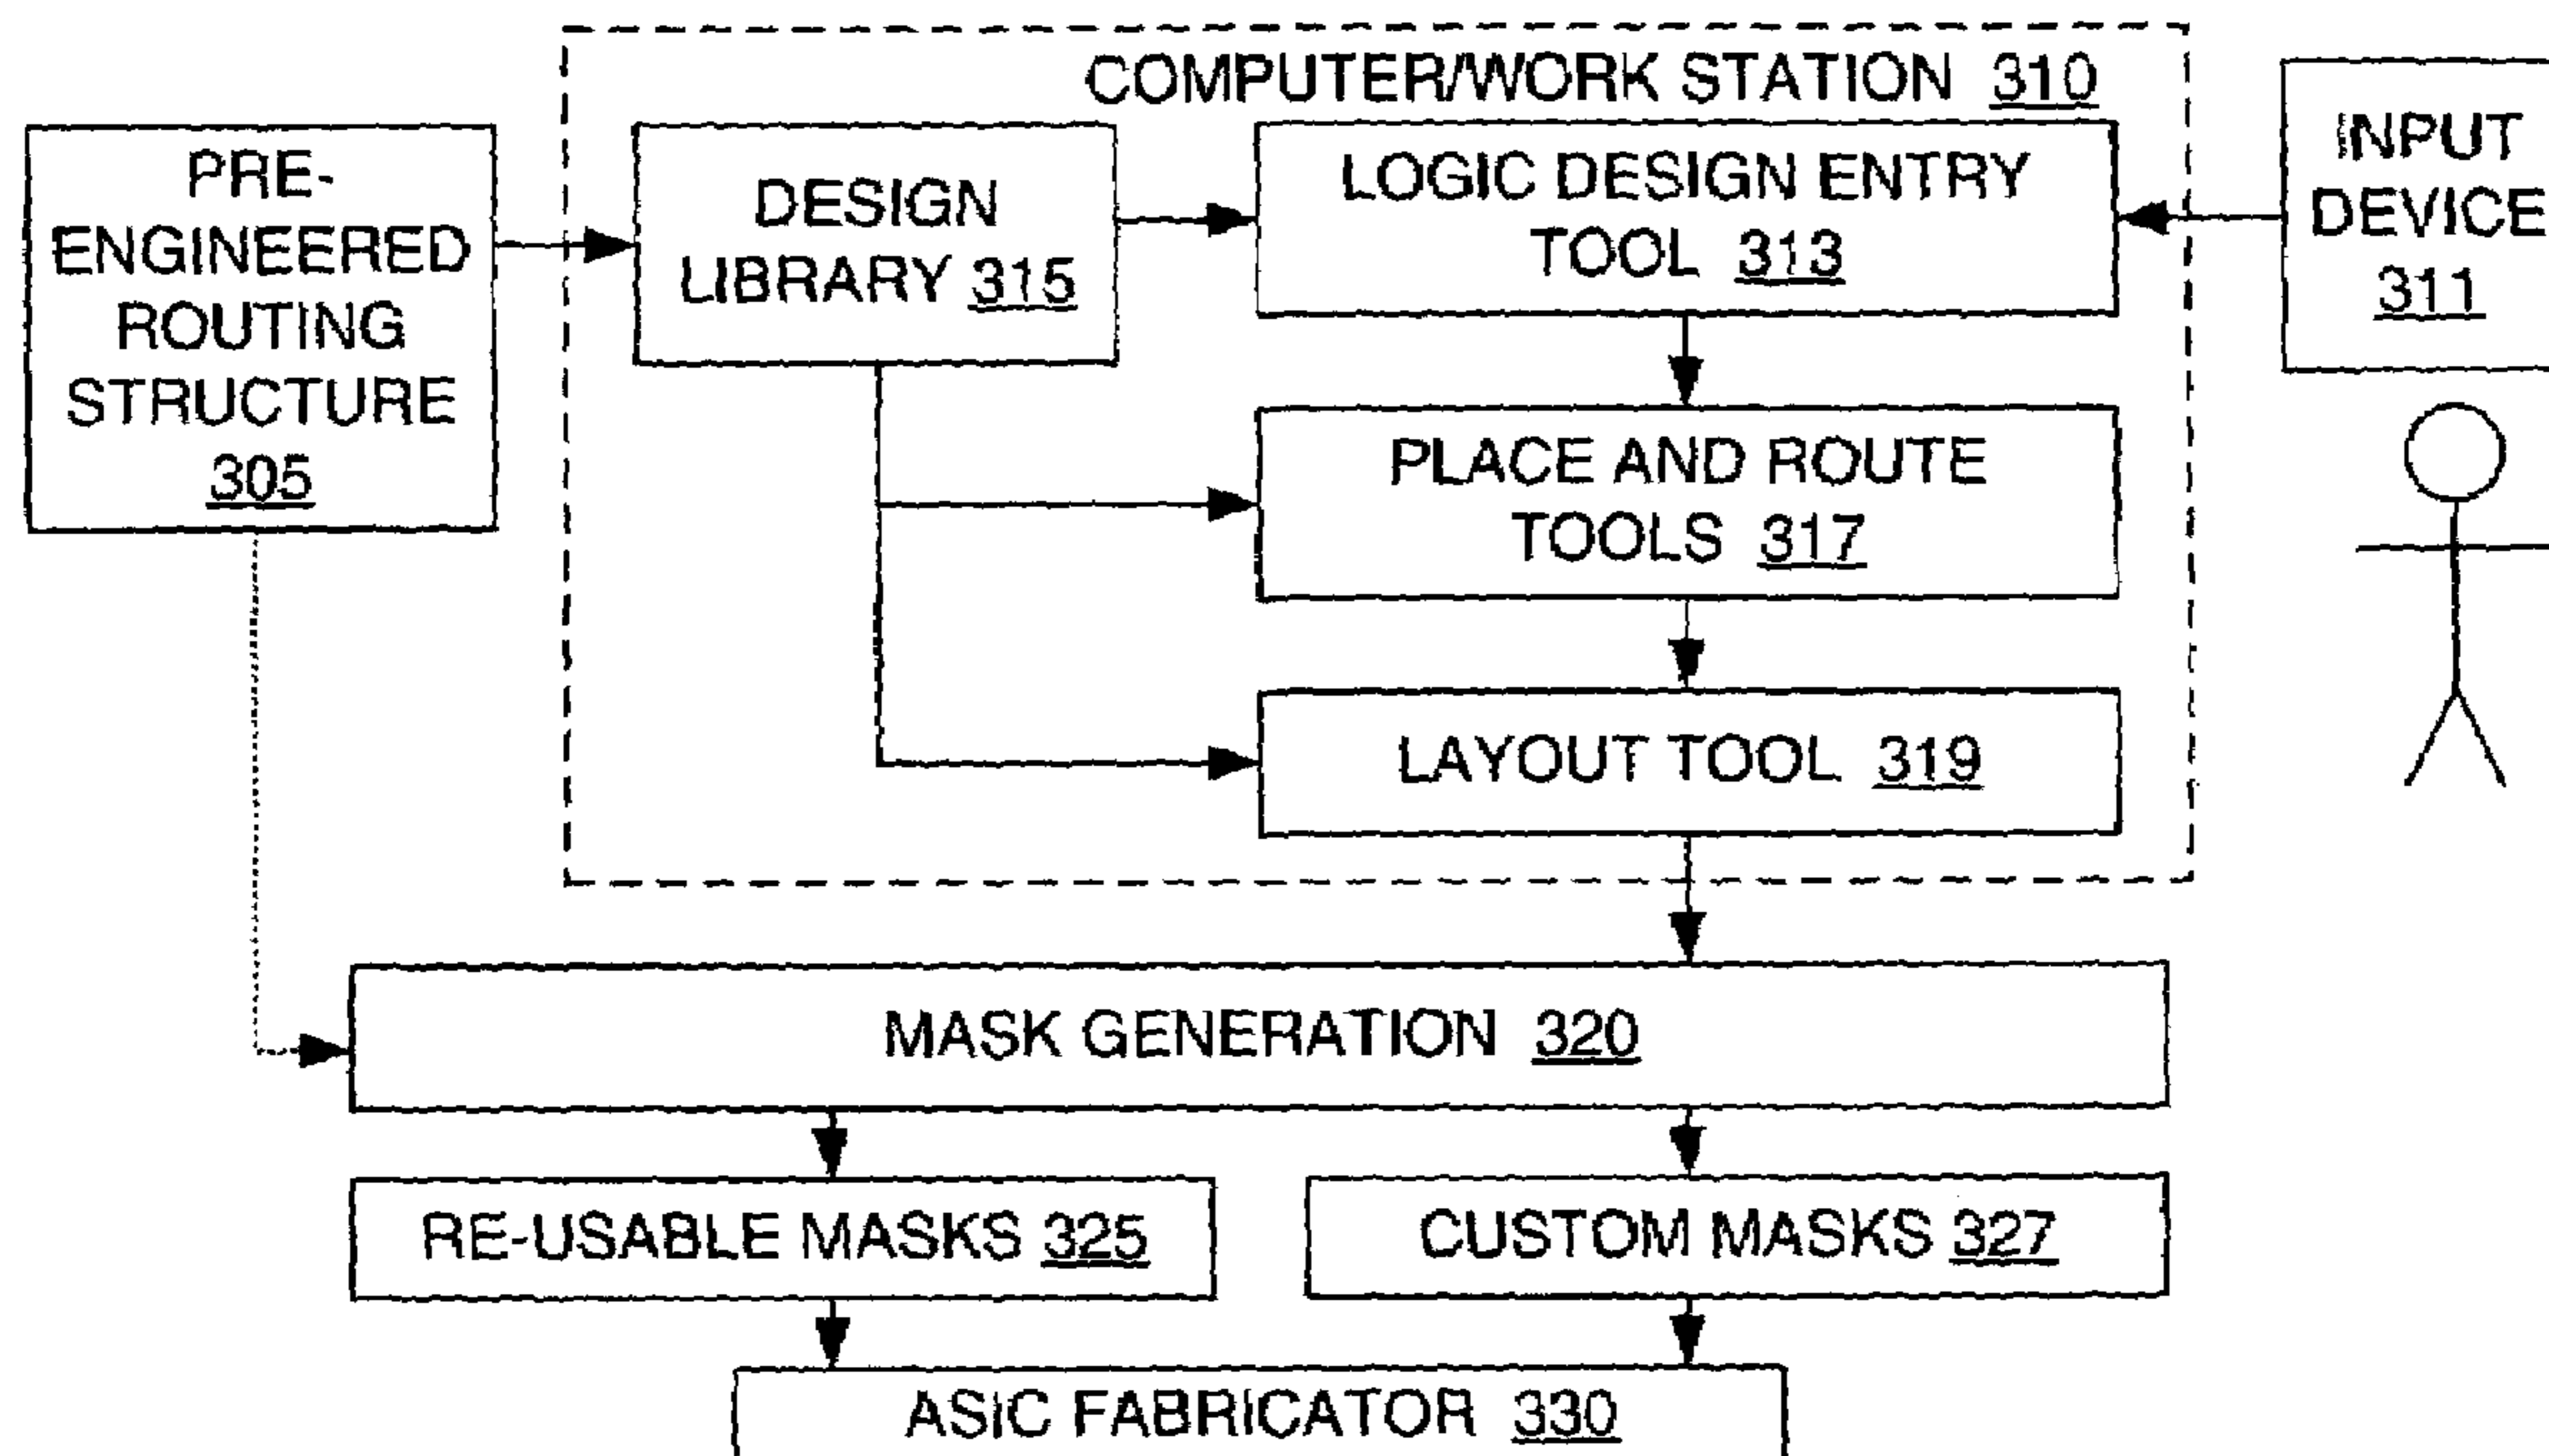 COMPUTER/WORK STATION 310
PRE-
ENGINEERED
ROUTING
STRUCTURE
305
DESIGN
LIBRARY 315
LOGIC DESIGN ENTRY
TOOL 313
INPUT
DEVICE
311
PLACE AND ROUTE
TOOLS 317
LAYOUT TOOL 319
MASK GENERATION 320
RE-USABLE MASKS 325
CUSTOM MASKS 327
ASIC FABRICATOR 330